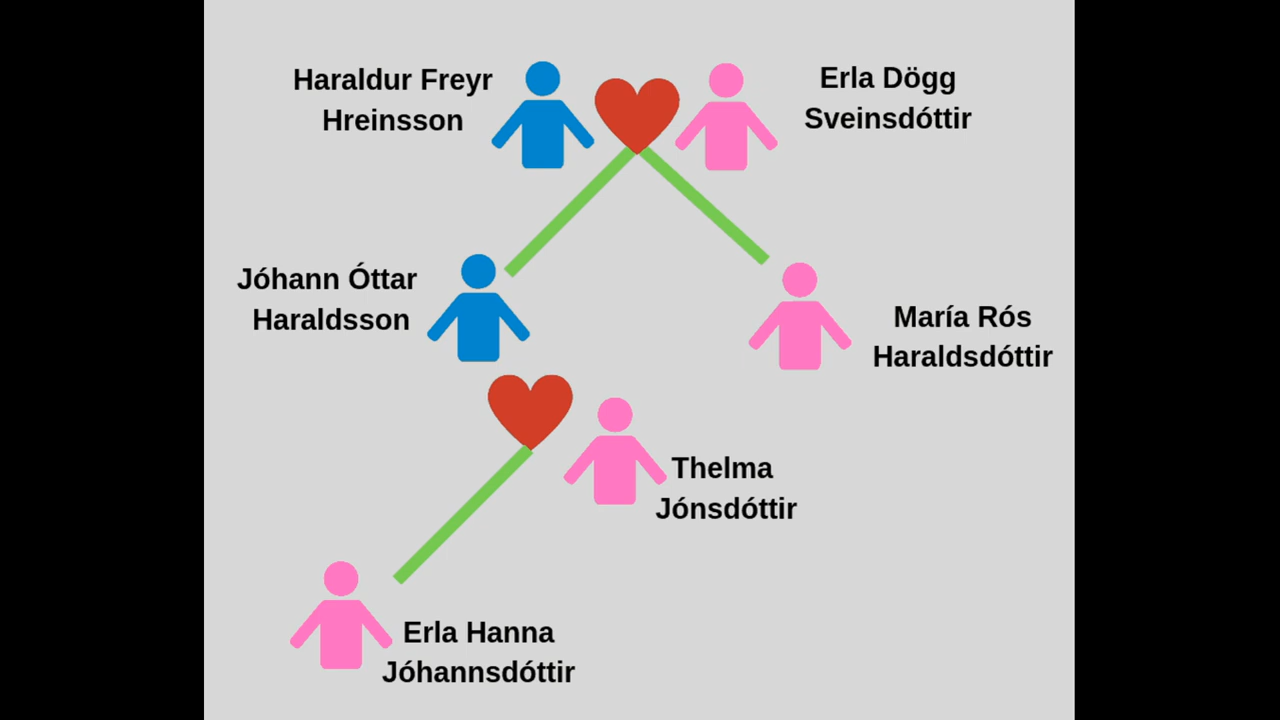 Haraldur Freyr
Hreinsson
Erla Dögg
Sveinsdóttir
Jóhann Óttar
Haraldsson
María Rós
Haraldsdóttir
Thelma
Jónsdóttir
Erla Hanna
Jóhannsdóttir